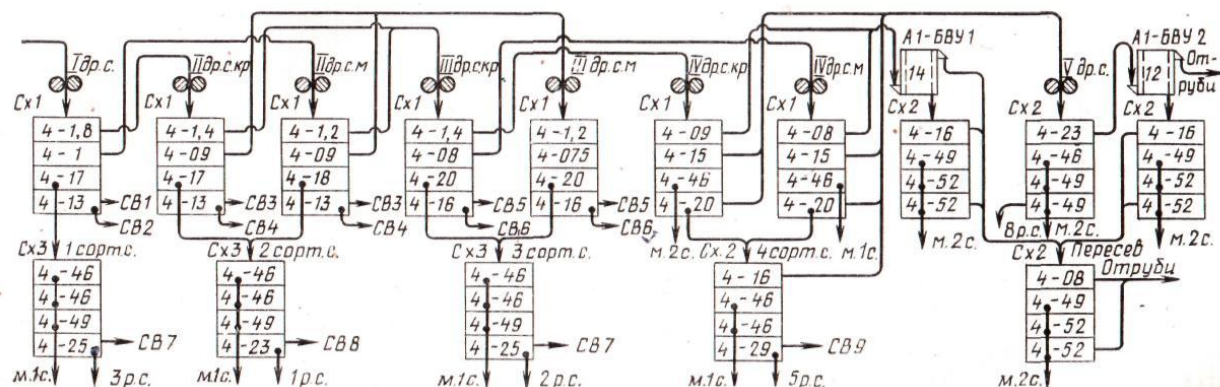 А1-БВУ1
А1-БВУ2
I др.с.
II др.с.кр
II др.с.м
III др.с.кр
III др.с.м
IV др.с.кр
IV др.с.м
V др.с.
14
12
От-
руби
Сх1
Сх1
Сх1
Сх1
Сх1
Сх1
Сх1
Сх2
Сх2
Сх2
4-1,8
4-1
4-17
4-13
СВ1
СВ2
4-1,4
4-09
4-17
4-13
СВ3
СВ4
4-1,2
4-09
4-18
4-13
СВ3
СВ4
4-1,4
4-08
4-20
4-16
СВ5
СВ6
4-1,2
4-075
4-20
4-16
СВ5
СВ6
4-09
4-15
4-46
4-20
м.2с.
4-08
4-15
4-46
4-20
м.1с.
4-16
4-49
4-52
4-52
м.2с.
4-23
4-46
4-49
4-49
8р.с.
м.2с.
4-16
4-49
4-52
4-52
м.2с.
Сх3 1 сорт.с.
4-46
4-46
4-49
4-25
СВ7
м.1с.
3р.с.
Сх3 2 сорт.с.
4-46
4-46
4-49
4-23
СВ8
м.1с.
1р.с.
Сх3 3 сорт.с.
4-46
4-46
4-49
4-25
СВ7
м.1с.
2р.с.
Сх.2 4 сорт.с.
4-16
4-46
4-46
4-29
СВ9
м.1с.
5р.с.
Сх2 Пересев
Отруби
4-08
4-49
4-52
4-52
м.2с.